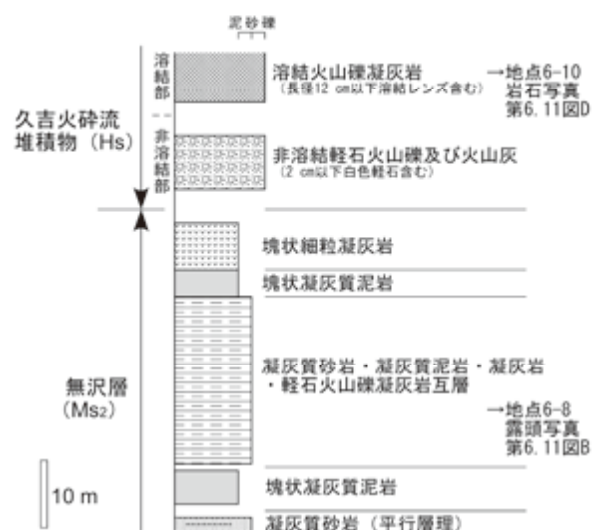 泥砂礫
溶結部
溶結火山礫凝灰岩
(長径12 cm以下溶結レンズ含む)
→地点6-10
岩石写真
第6.11図D
久吉火砕流
堆積物 (Hs)
非溶結部
非溶結軽石火山礫及び火山灰
(2 cm以下白色軽石含む)
塊状細粒凝灰岩
塊状凝灰質泥岩
無沢層
(Ms2)
凝灰質砂岩・凝灰質泥岩・凝灰岩
・軽石火山礫凝灰岩互層
→地点6-8
露頭写真
第6.11図B
10 m
塊状凝灰質泥岩
凝灰質砂岩 (平行層理)